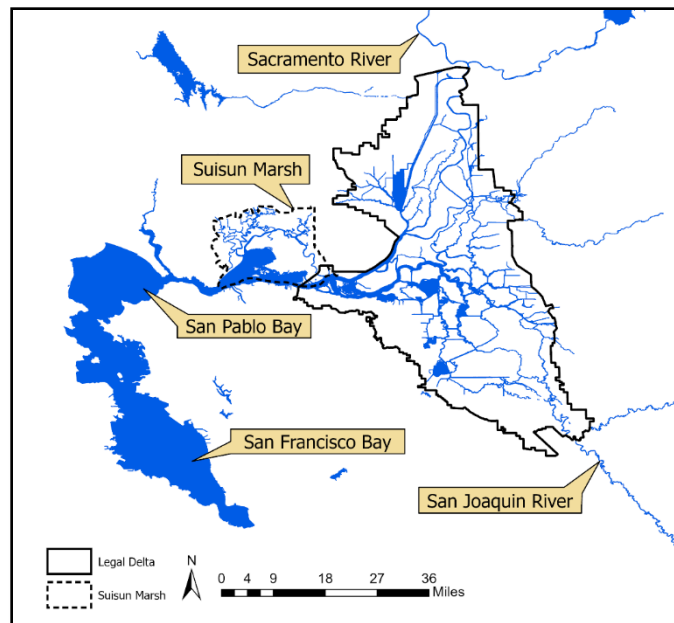 Sacramento River
Suisun Marsh
San Pablo Bay
San Francisco Bay
San Joaquin River
Legal Delta
Suisun Marsh
N
0 2 4 9 18 27 36
Miles